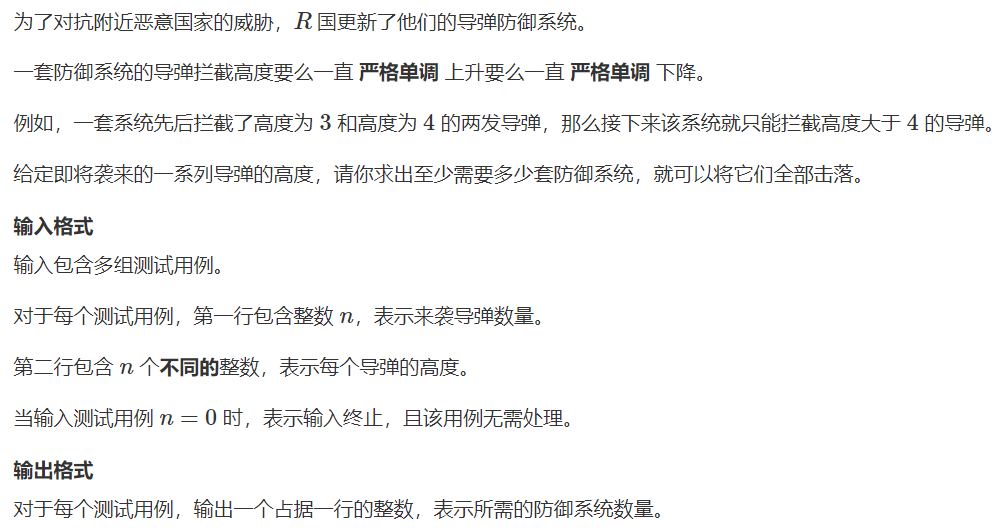 为了对抗附近恶意国家的威胁，R 国更新了他们的导弹防御系统。
一套防御系统的导弹拦截高度要么一直 严格单调 上升要么一直 严格单调 下降。
例如，一套系统先后拦截了高度为 3 和高度为 4 的两发导弹，那么接下来该系统就只能拦截高度大于 4 的导弹。
给定即将袭来的一系列导弹的高度，请你求出至少需要多少套防御系统，就可以将它们全部击落。
输入格式
输入包含多组测试用例。
对于每个测试用例，第一行包含整数 n，表示来袭导弹数量。
第二行包含 n 个不同的整数，表示每个导弹的高度。
当输入测试用例 n = 0 时，表示输入终止，且该用例无需处理。
输出格式
对于每个测试用例，输出一个占据一行的整数，表示所需的防御系统数量。